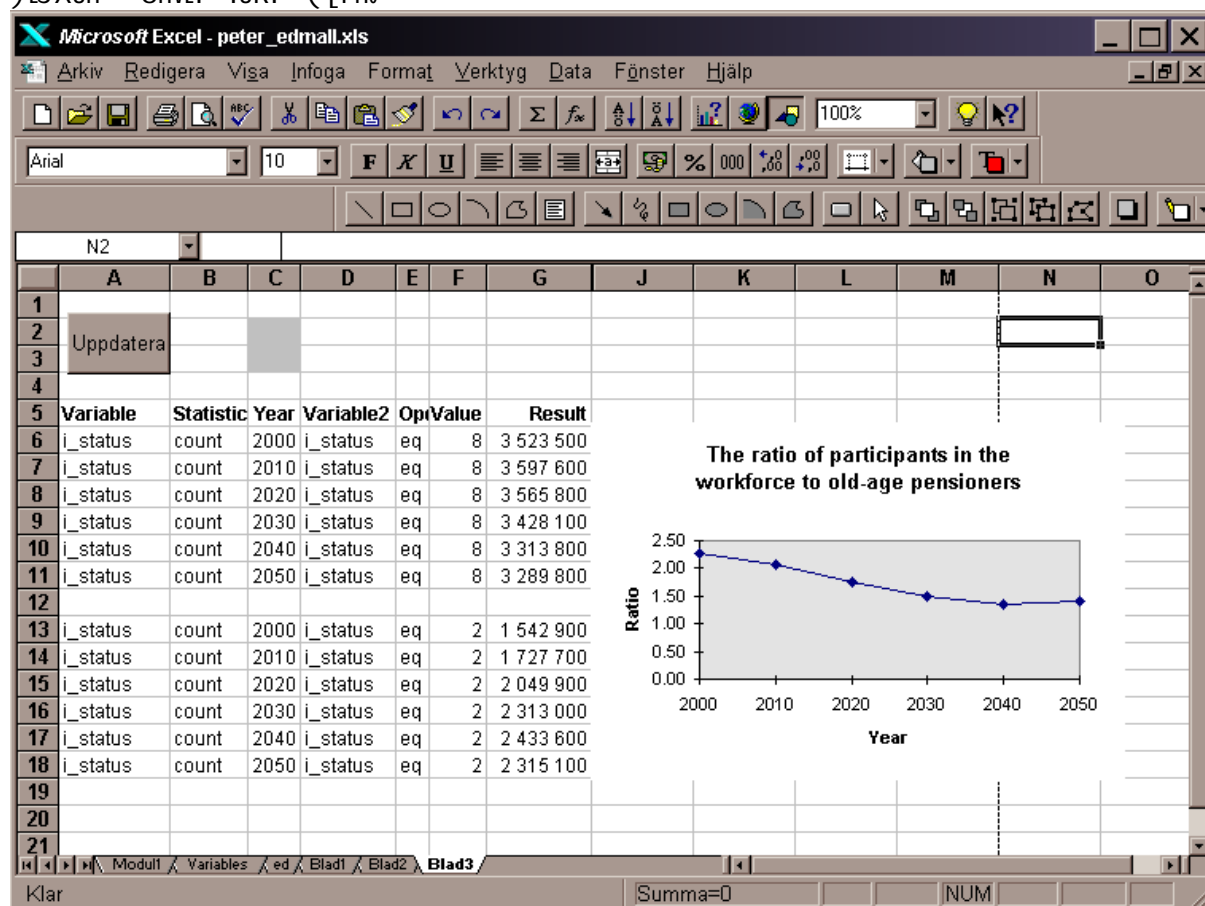 Microsoft Excel - peter_edmall.xls
Arkiv Redigera Visa Infoga Format Verktyg Data Fönster Hjälp
100%
Arial 10 F K U % 000
N2
A B C D E F G J K L M N O
1
2
Uppdatera
3
4
5 Variable Statistic Year Variable2 Ope Value Result
6 i_status count 2000 i_status eq 8 3 523 500
7 i_status count 2010 i_status eq 8 3 597 600
8 i_status count 2020 i_status eq 8 3 565 800
9 i_status count 2030 i_status eq 8 3 428 100
10 i_status count 2040 i_status eq 8 3 313 800
11 i_status count 2050 i_status eq 8 3 289 800
12
13 i_status count 2000 i_status eq 2 1 542 900
14 i_status count 2010 i_status eq 2 1 727 700
15 i_status count 2020 i_status eq 2 2 049 900
16 i_status count 2030 i_status eq 2 2 313 000
17 i_status count 2040 i_status eq 2 2 433 600
18 i_status count 2050 i_status eq 2 2 315 100
19
20
21
The ratio of participants in the
workforce to old-age pensioners
2.50
2.00
1.50
1.00
0.50
0.00
Ratio
2000 2010 2020 2030 2040 2050
Year
Modul1 Variables ed Blad1 Blad2 Blad3
Klar Summa=0 NUM